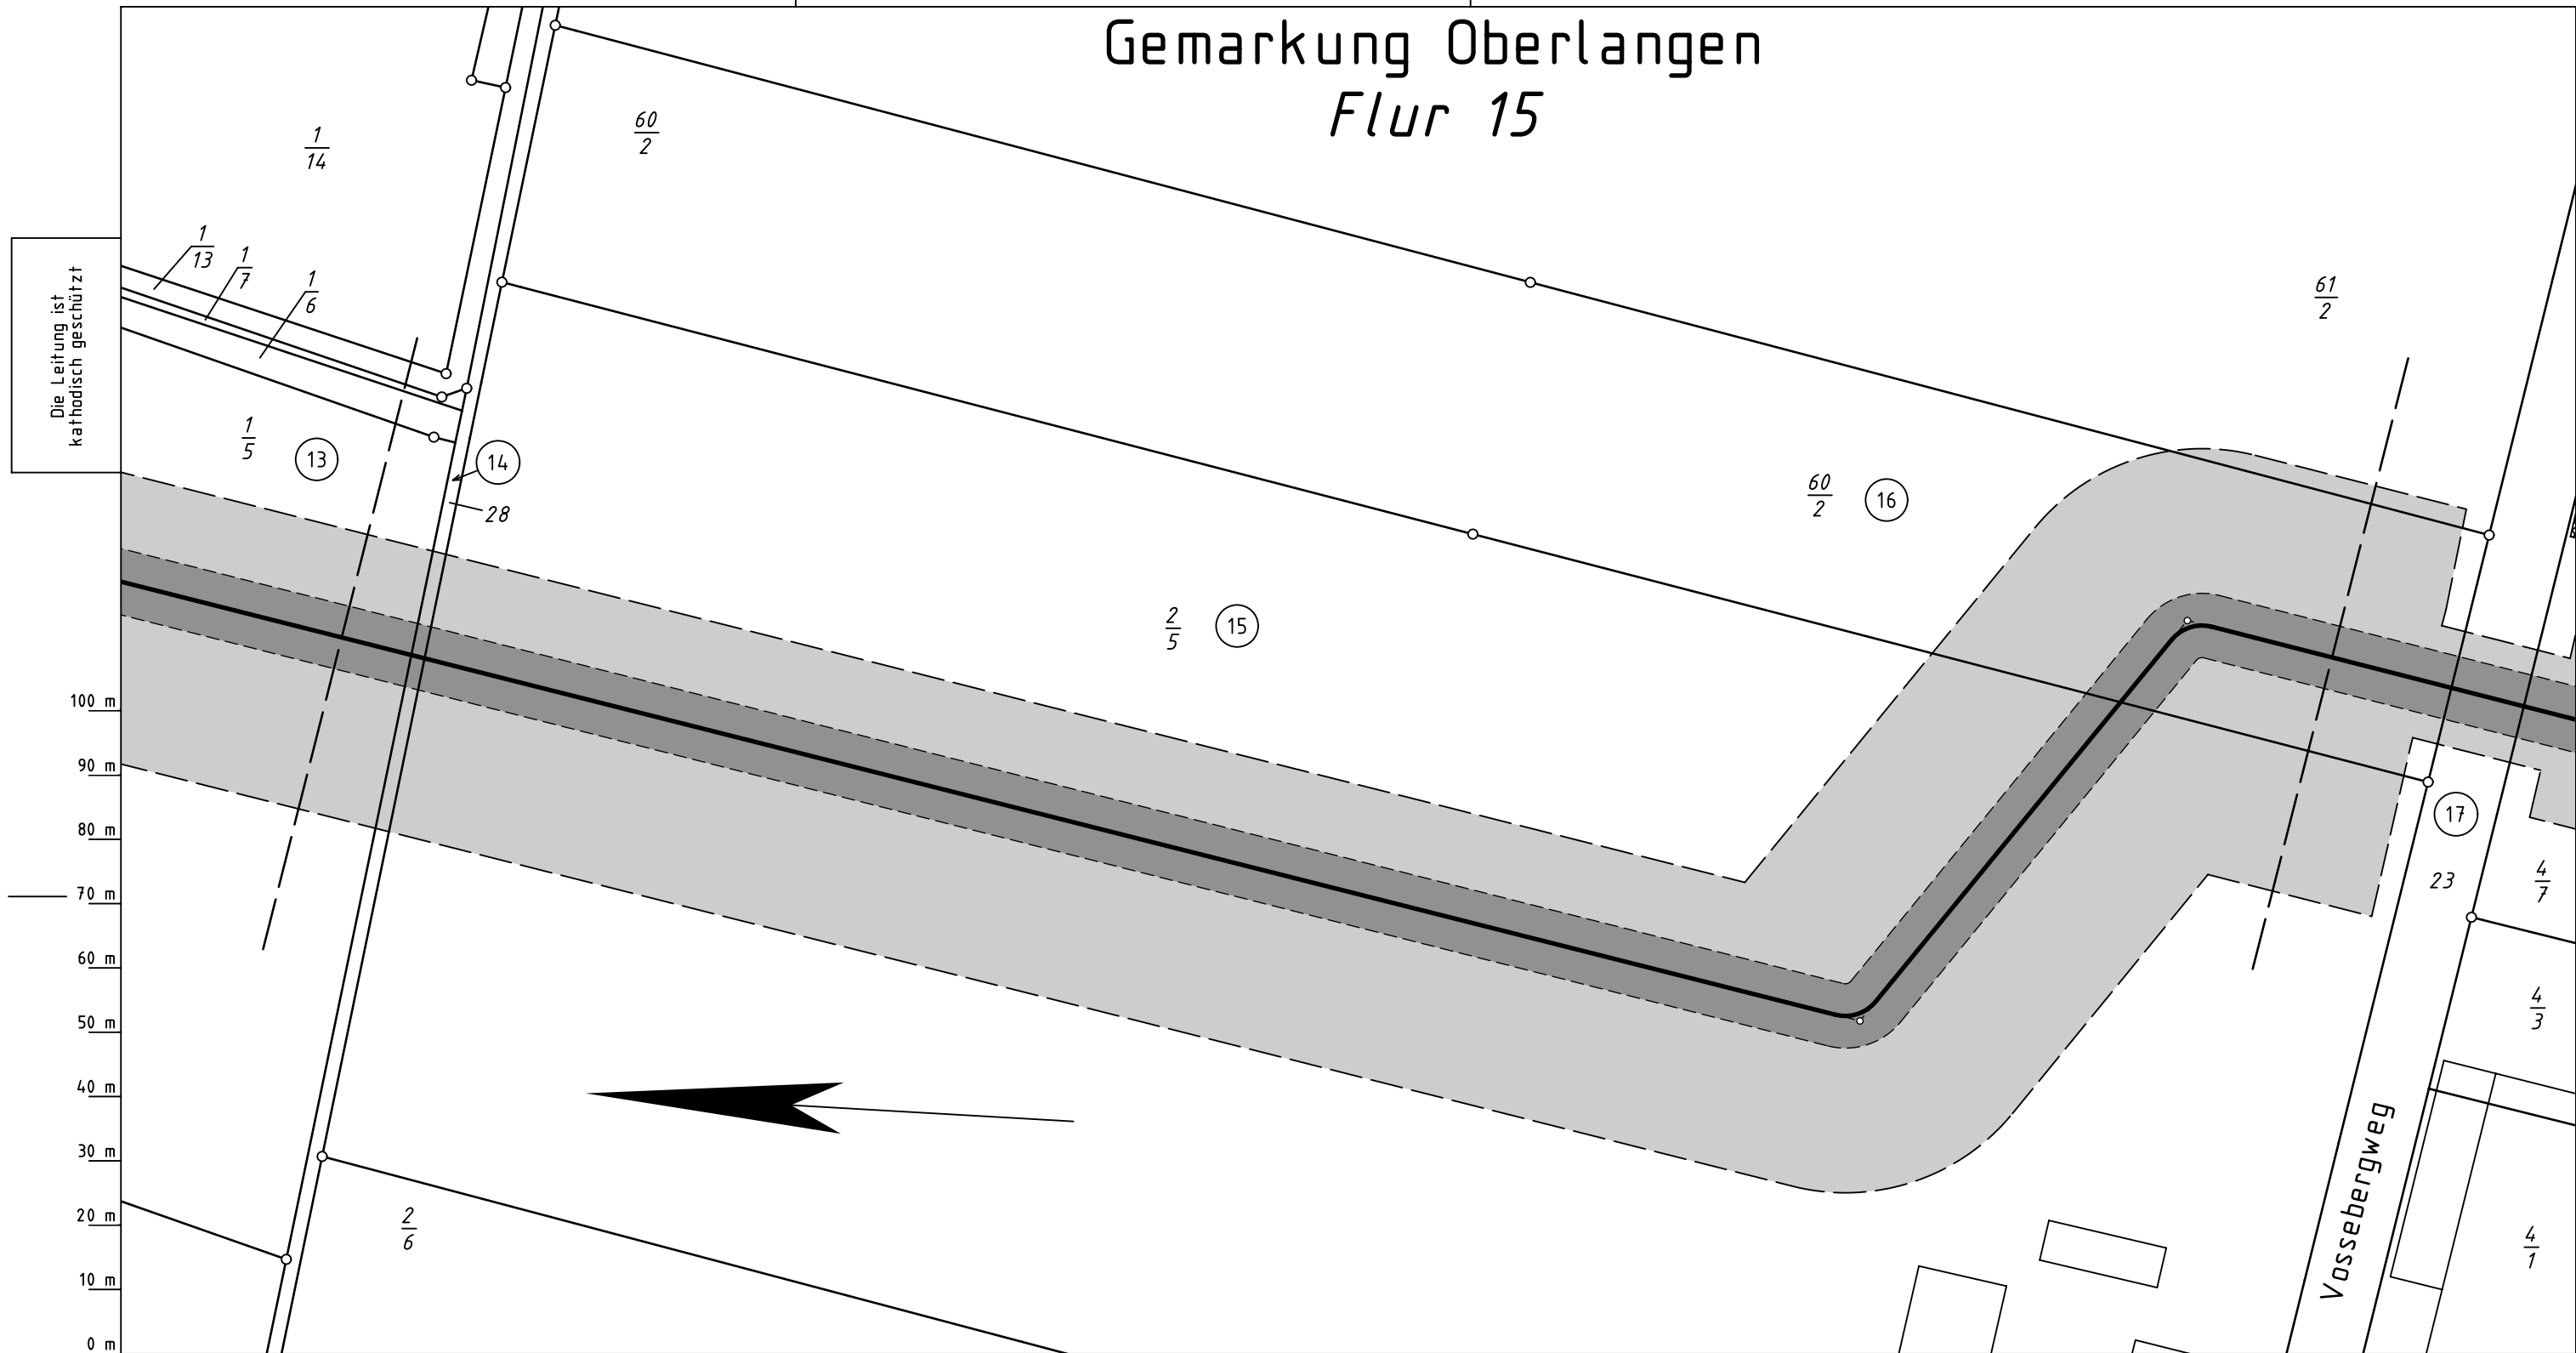 Gemarkung Oberlangen
Flur 15
1
14
60
2
1
13
1
7
1
6
61
2
Die Leitung ist
kathodisch geschützt
1
5
13
14
28
60
2
16
2
5
15
100 m
90 m
80 m
70 m
60 m
50 m
40 m
30 m
20 m
10 m
0 m
17
23
4
7
4
3
4
1
2
6
Vossebergweg